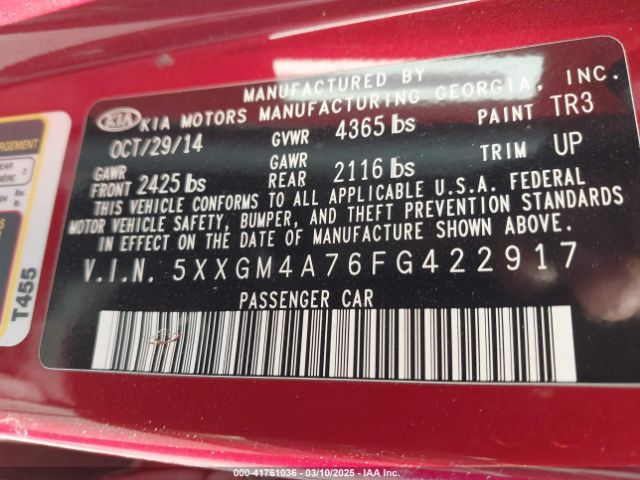 MANUFACTURED BY
KIA KIA MOTORS MANUFACTURING GEORGIA, INC.
OCT/29/14 GVWR 4365 lbs PAINT TR3
GAWR FRONT 2425 lbs GAWR REAR 2116 lbs TRIM UP
THIS VEHICLE CONFORMS TO ALL APPLICABLE U.S.A. FEDERAL
MOTOR VEHICLE SAFETY, BUMPER, AND THEFT PREVENTION STANDARDS
IN EFFECT ON THE DATE OF MANUFACTURE SHOWN ABOVE.
V.I.N. 5XXGM4A76FG422917
PASSENGER CAR
T455
000-41761036 - 03/10/2025 - IAA Inc.